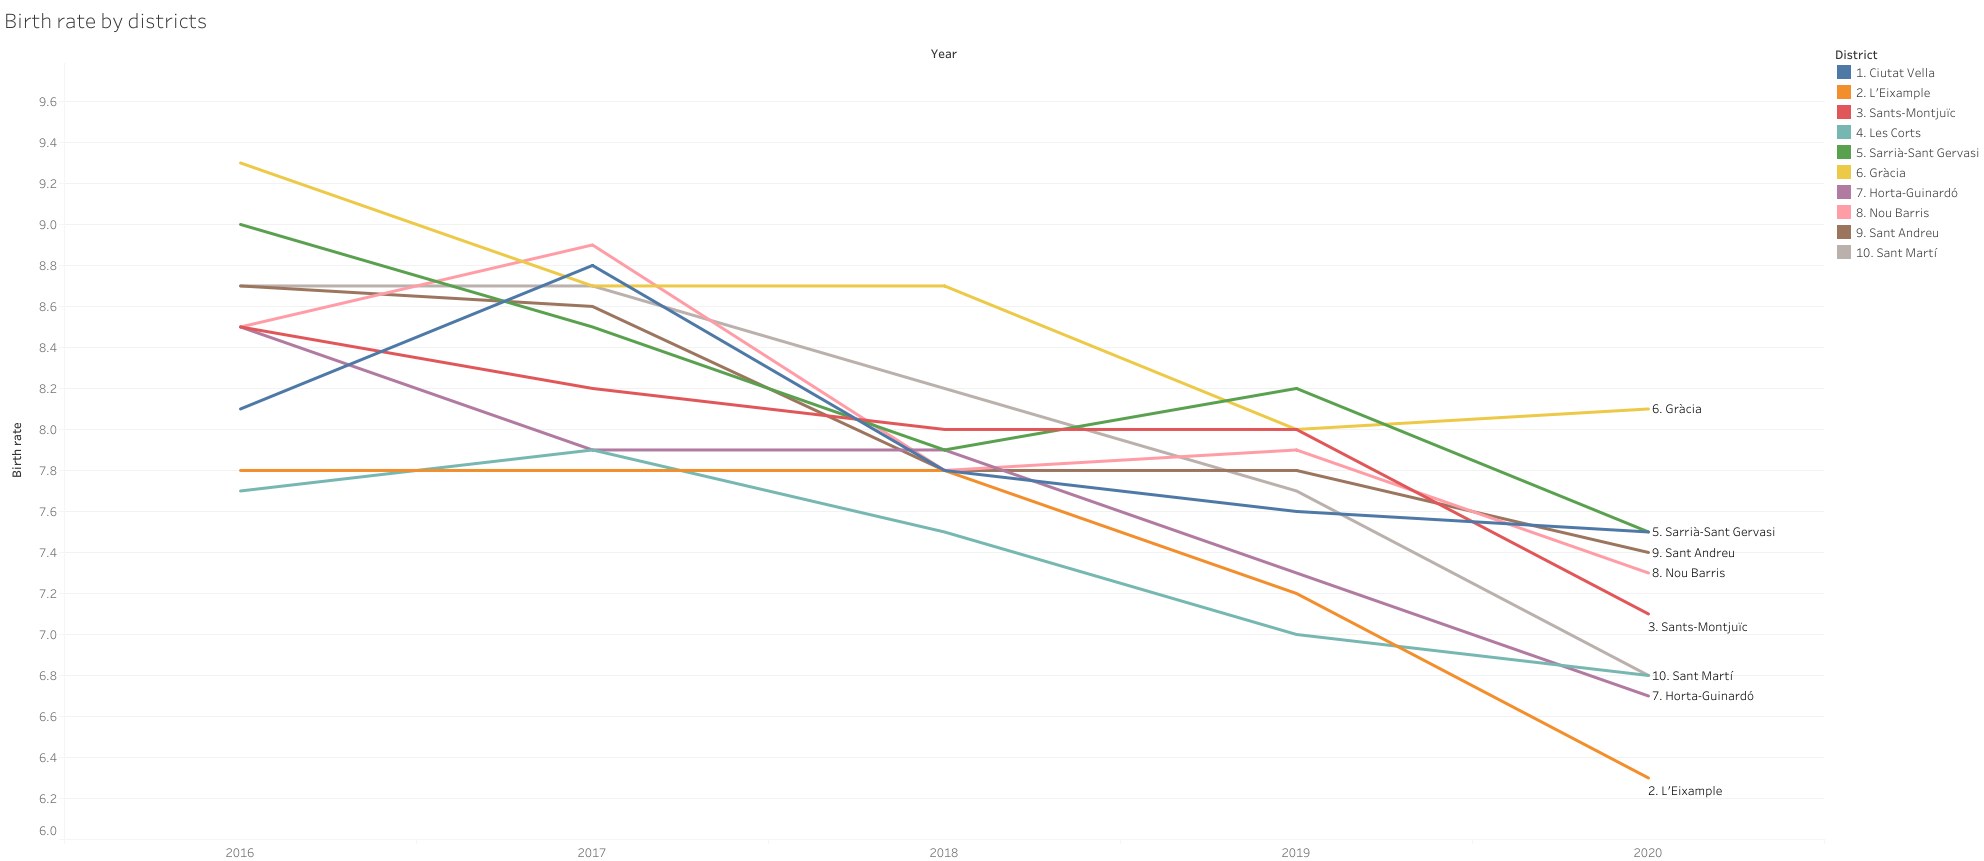 Birth rate by districts
Year
District
1. Ciutat Vella
2. L'Eixample
3. Sants-Montjuïc
4. Les Corts
5. Sarrià-Sant Gervasi
6. Gràcia
7. Horta-Guinardó
8. Nou Barris
9. Sant Andreu
10. Sant Martí
Birth rate
9.6
9.4
9.2
9.0
8.8
8.6
8.4
8.2
8.0
7.8
7.6
7.4
7.2
7.0
6.8
6.6
6.4
6.2
6.0
6. Gràcia
5. Sarrià-Sant Gervasi
9. Sant Andreu
8. Nou Barris
3. Sants-Montjuïc
10. Sant Martí
7. Horta-Guinardó
2. L'Eixample
2016 2017 2018 2019 2020